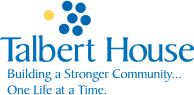 Talbert House
Building a Stronger Community...
One Life at a Time.